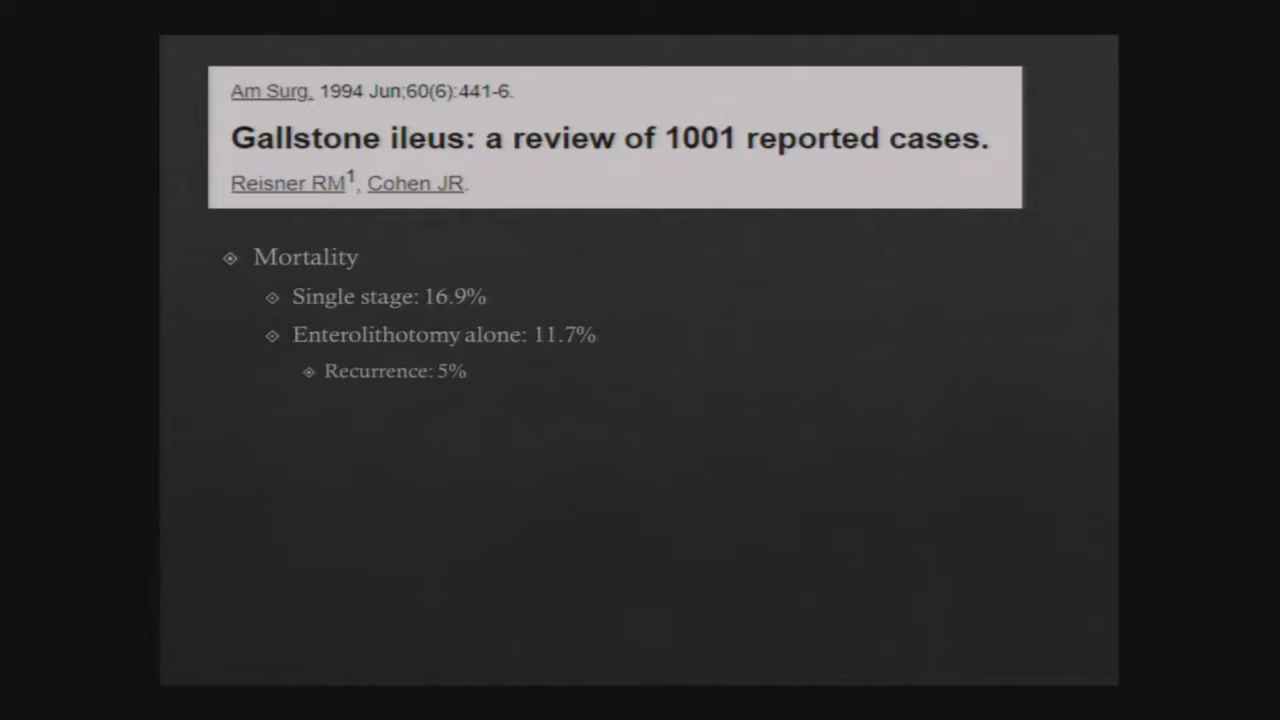 Am Surg. 1994 Jun;60(6):441-6.
Gallstone ileus: a review of 1001 reported cases.
Reisner RM1, Cohen JR.
Mortality
Single stage: 16.9%
Enterolithotomy alone: 11.7%
Recurrence: 5%